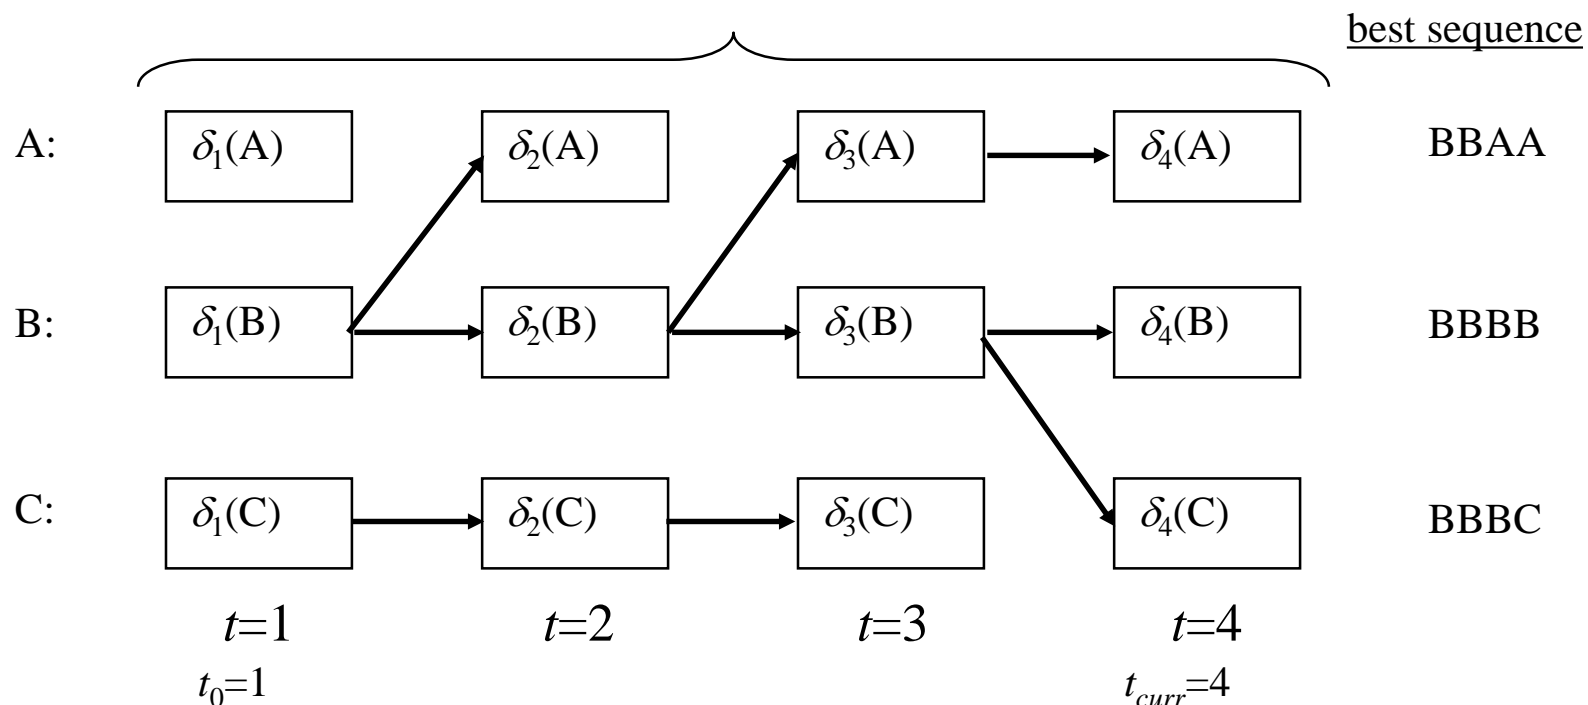 best sequence
A: δ₁(A) δ₂(A) δ₃(A) δ₄(A) BBAA
B: δ₁(B) δ₂(B) δ₃(B) δ₄(B) BBBB
C: δ₁(C) δ₂(C) δ₃(C) δ₄(C) BBBC
t=1 t=2 t=3 t=4
t₀=1 t_curr=4